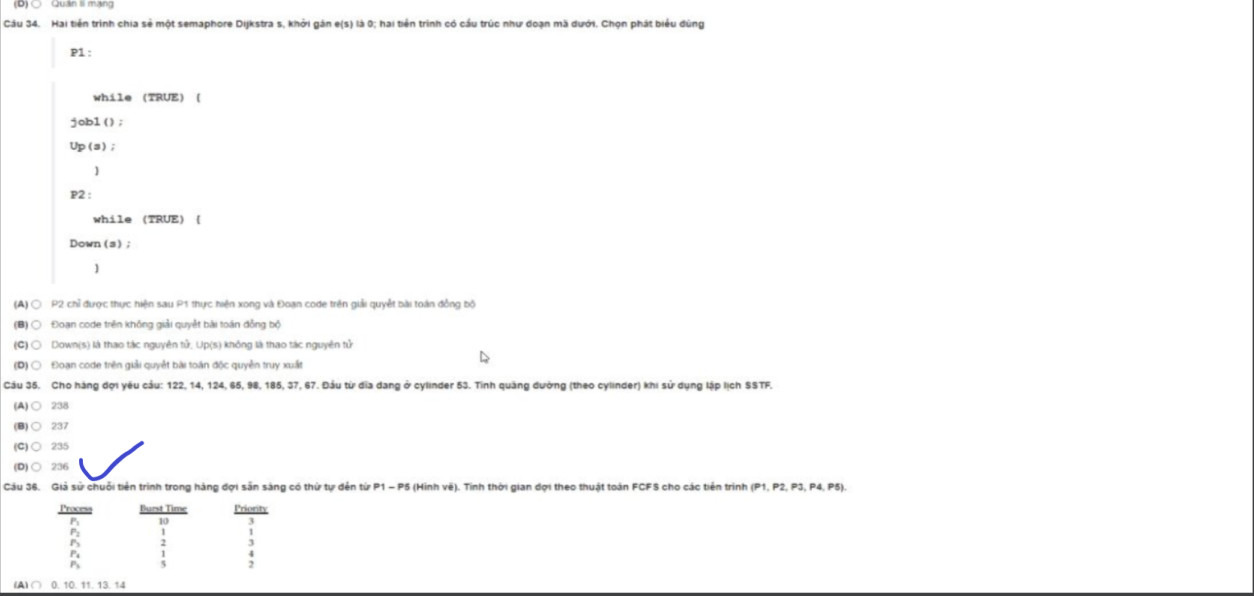 (D) Quản lí mạng
Câu 34. Hai tiến trình chia sẻ một semaphore Dijkstra s, khởi gán e(s) là 0; hai tiến trình có cấu trúc như đoạn mã dưới. Chọn phát biểu đúng
P1:
while (TRUE) {
job1();
Up(s);
}
P2:
while (TRUE) {
Down(s);
}
(A) P2 chỉ được thực hiện sau P1 thực hiện xong và Đoạn code trên giải quyết bài toán đồng bộ
(B) Đoạn code trên không giải quyết bài toán đồng bộ
(C) Down(s) là thao tác nguyên tử, Up(s) không là thao tác nguyên tử
(D) Đoạn code trên giải quyết bài toán độc quyền truy xuất
Câu 35. Cho hàng đợi yêu cầu: 122, 14, 124, 65, 98, 185, 37, 67. Đầu từ đĩa đang ở cylinder 53. Tính quãng đường (theo cylinder) khi sử dụng lập lịch SSTF.
(A) 238
(B) 237
(C) 235
(D) 236
Câu 36. Giả sử chuỗi tiến trình trong hàng đợi sẵn sàng có thứ tự đến từ P1 – P5 (Hình vẽ). Tính thời gian đợi theo thuật toán FCFS cho các tiến trình (P1, P2, P3, P4, P5).
Process Burst Time Priority
P1 10 3
P2 1 1
P3 2 3
P4 1 4
P5 5 2
(A) 0. 10. 11. 13. 14